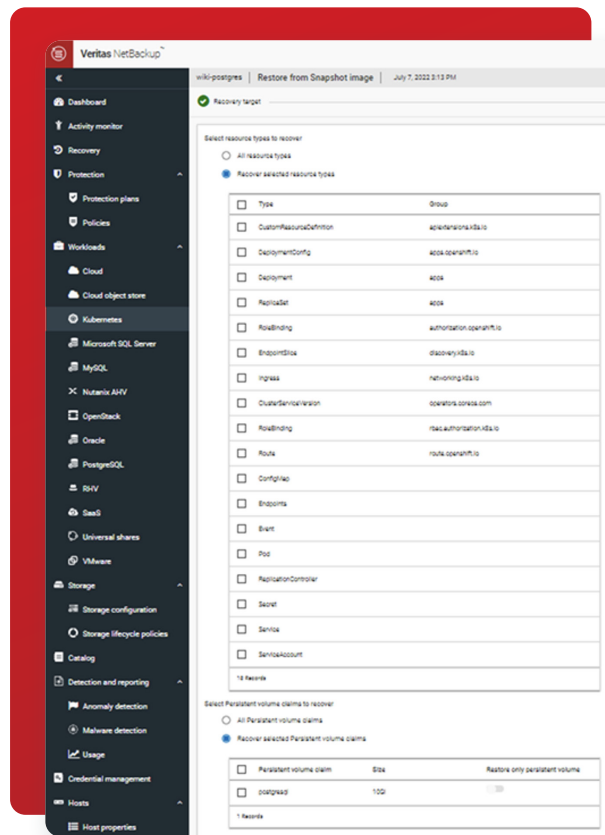 Veritas NetBackup™
wiki-postgres | Restore from Snapshot image | July 7, 2022 3:13 PM
Recovery target
Dashboard
Activity monitor
Recovery
Protection
Protection plans
Policies
Workloads
Cloud
Cloud object store
Kubernetes
Microsoft SQL Server
MySQL
Nutanix AHV
OpenStack
Oracle
PostgreSQL
RHV
SaaS
Universal shares
VMware
Storage
Storage configuration
Storage lifecycle policies
Catalog
Detection and reporting
Anomaly detection
Malware detection
Usage
Credential management
Hosts
Host properties
Select resource types to recover
All resource types
Recover selected resource types
Type Group
CustomResourceDefinition apiextensions.k8s.io
DeploymentConfig apps.openshift.io
Deployment apps
ReplicaSet apps
RoleBinding authorization.openshift.io
EndpointSlice discovery.k8s.io
Ingress networking.k8s.io
ClusterServiceVersion operators.coreos.com
RoleBinding rbac.authorization.k8s.io
Route route.openshift.io
ConfigMap
Endpoints
Event
Pod
ReplicationController
Secret
Service
ServiceAccount
18 Records
Select Persistent volume claims to recover
All Persistent volume claims
Recover selected Persistent volume claims
Persistent volume claim Size Restore only persistent volume
postgresql 10Gi
1 Records